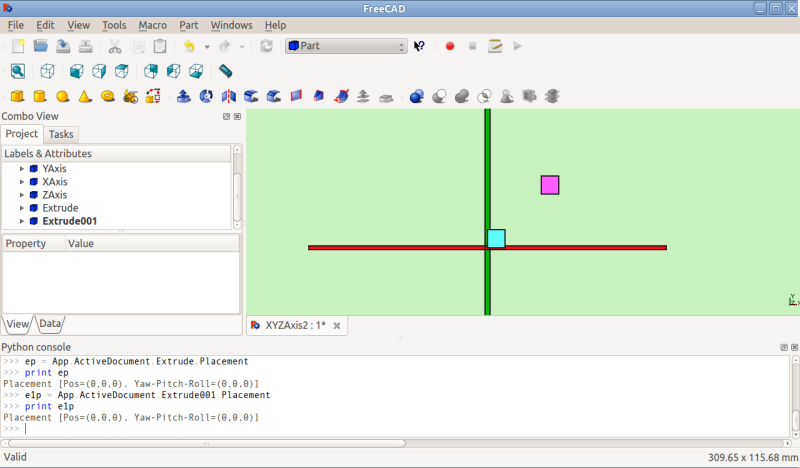 FreeCAD
File Edit View Tools Macro Part Windows Help
Part
Combo View
Project Tasks
Labels & Attributes
YAxis
XAxis
ZAxis
Extrude
Extrude001
Property Value
View Data
Y
Z X
XYZAxis2 : 1*
Python console
>>> ep = App.ActiveDocument.Extrude.Placement
>>> print ep
Placement [Pos=(0,0,0), Yaw-Pitch-Roll=(0,0,0)]
>>> e1p = App.ActiveDocument.Extrude001.Placement
>>> print e1p
Placement [Pos=(0,0,0), Yaw-Pitch-Roll=(0,0,0)]
>>>
Valid 309.65 x 115.68 mm